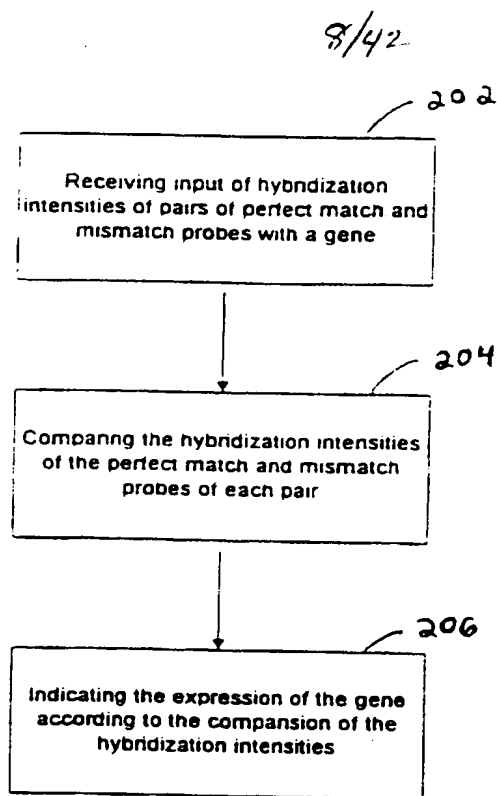 8/42
202
Receiving input of hybridization
intensities of pairs of perfect match and
mismatch probes with a gene
204
Comparing the hybridization intensities
of the perfect match and mismatch
probes of each pair
206
Indicating the expression of the gene
according to the comparison of the
hybridization intensities